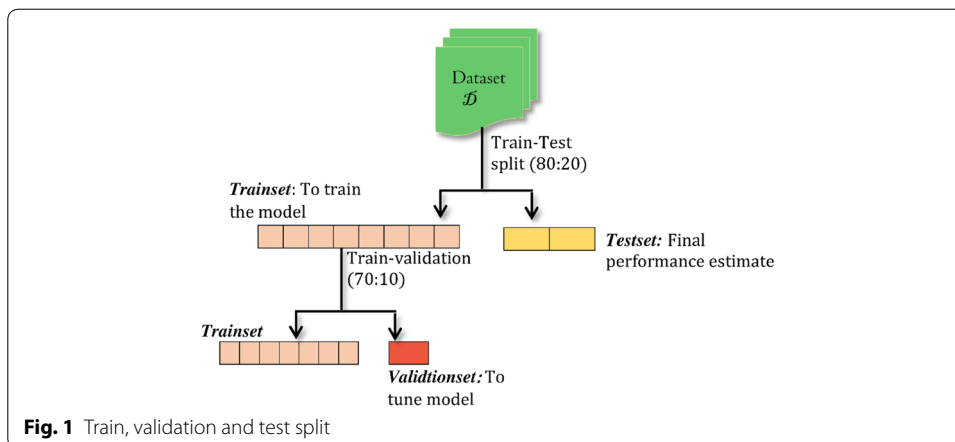 Dataset
Đ
Train-Test
split (80:20)
Trainset: To train
the model
Testset: Final
performance estimate
Train-validation
(70:10)
Trainset
Validtionset: To
tune model
Fig. 1 Train, validation and test split